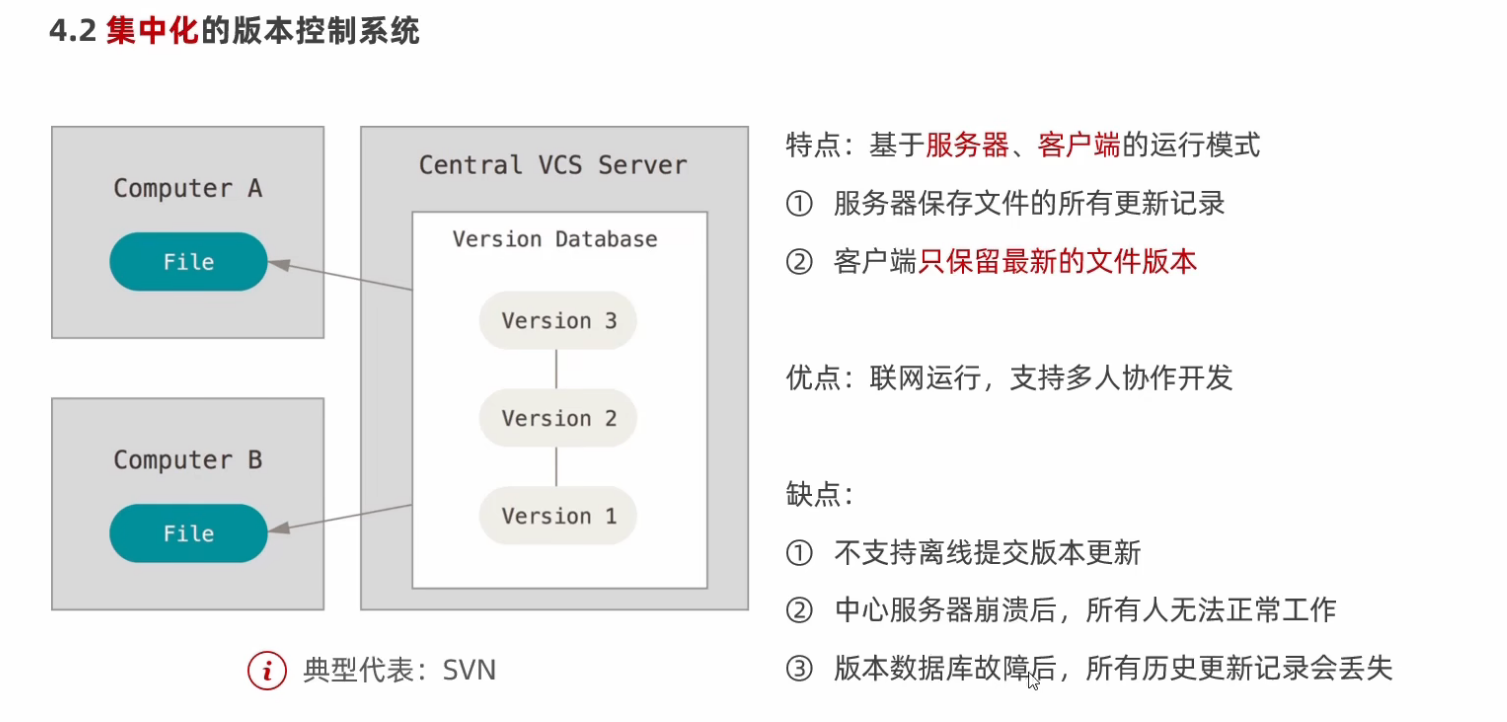 4.2 集中化的版本控制系统
Computer A
File
Computer B
File
Central VCS Server
Version Database
Version 3
Version 2
Version 1
i 典型代表：SVN
特点：基于服务器、客户端的运行模式
① 服务器保存文件的所有更新记录
② 客户端只保留最新的文件版本
优点：联网运行，支持多人协作开发
缺点：
① 不支持离线提交版本更新
② 中心服务器崩溃后，所有人无法正常工作
③ 版本数据库故障后，所有历史更新记录会丢失